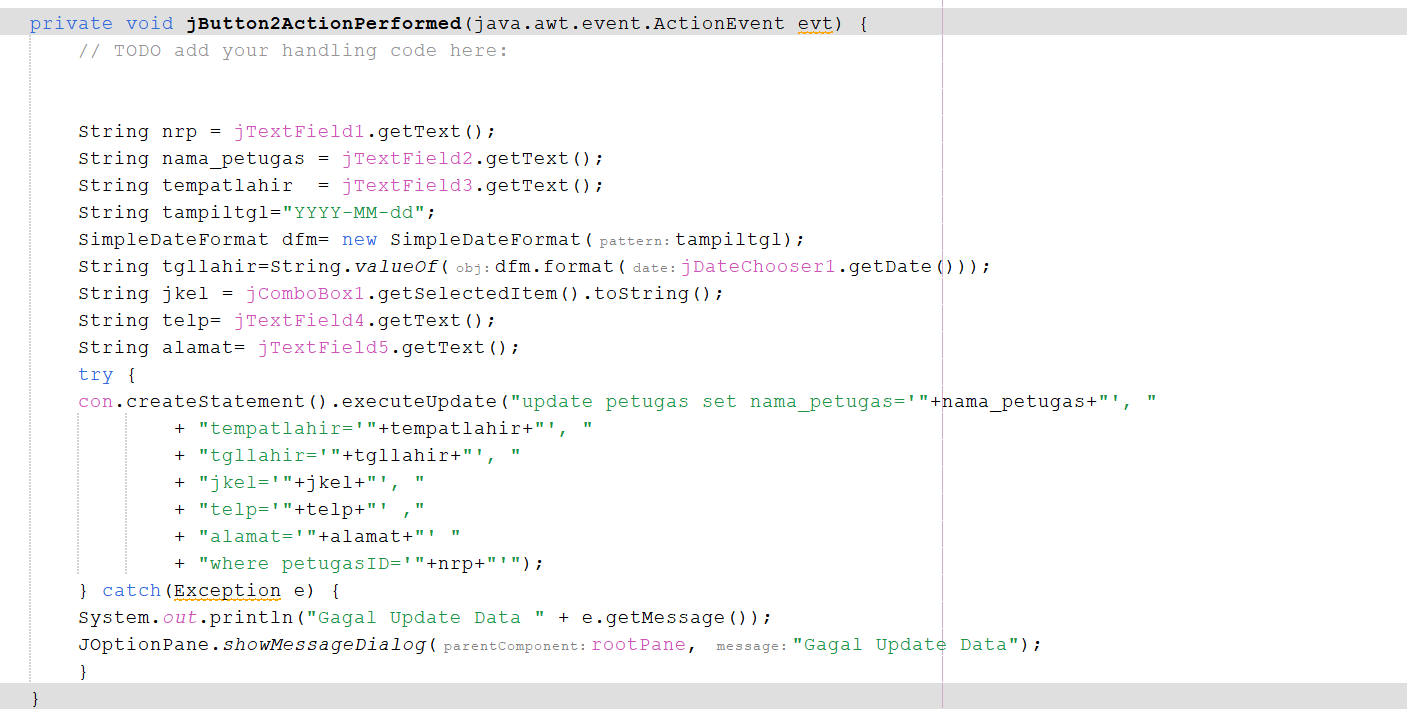 private void jButton2ActionPerformed(java.awt.event.ActionEvent evt) {
// TODO add your handling code here:
String nrp = jTextField1.getText();
String nama_petugas = jTextField2.getText();
String tempatlahir  = jTextField3.getText();
String tampiltgl="YYYY-MM-dd";
SimpleDateFormat dfm= new SimpleDateFormat( pattern: tampiltgl);
String tgllahir=String.valueOf( obj: dfm.format( date: jDateChooser1.getDate()));
String jkel = jComboBox1.getSelectedItem().toString();
String telp= jTextField4.getText();
String alamat= jTextField5.getText();
try {
con.createStatement().executeUpdate("update petugas set nama_petugas='"+nama_petugas+"', "
+ "tempatlahir='"+tempatlahir+"', "
+ "tgllahir='"+tgllahir+"', "
+ "jkel='"+jkel+"', "
+ "telp='"+telp+"' ,"
+ "alamat='"+alamat+"' "
+ "where petugasID='"+nrp+"'");
} catch(Exception e) {
System.out.println("Gagal Update Data " + e.getMessage());
JOptionPane.showMessageDialog( parentComponent: rootPane, message: "Gagal Update Data");
}
}